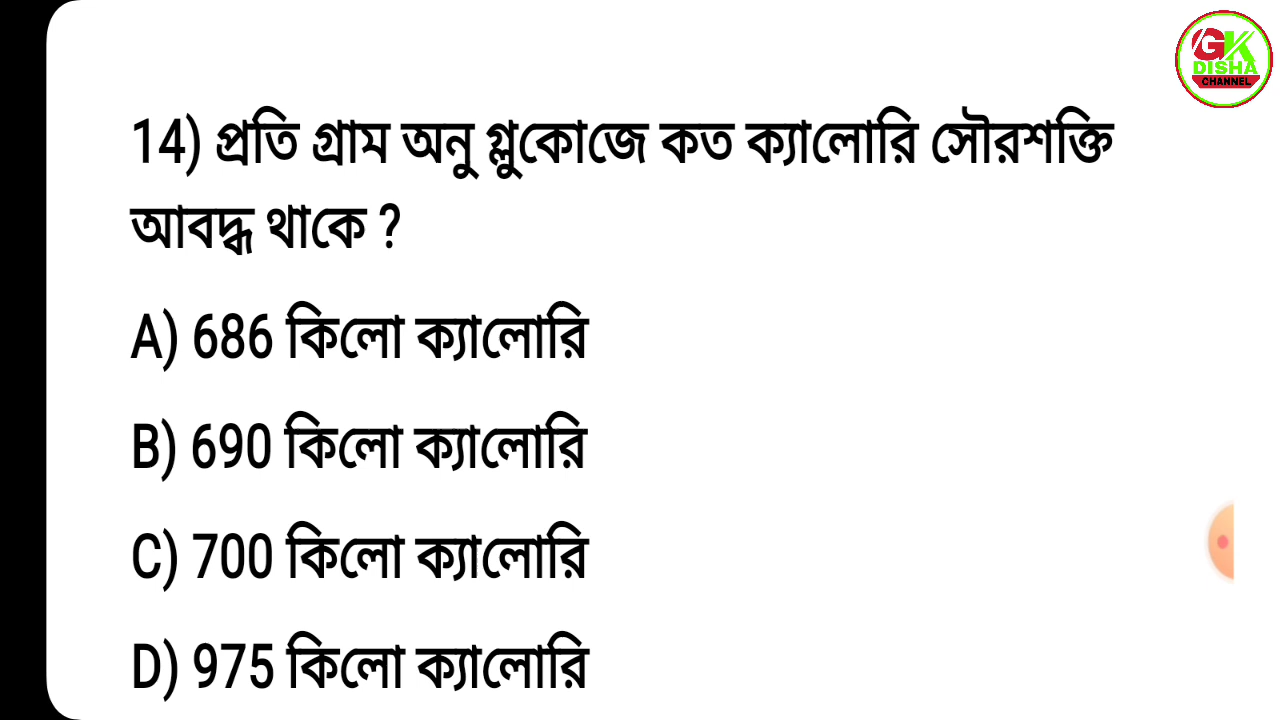 GK
DISHA
CHANNEL
14) প্রতি গ্রাম অনু গ্লুকোজে কত ক্যালোরি সৌরশক্তি
আবদ্ধ থাকে ?
A) 686 কিলো ক্যালোরি
B) 690 কিলো ক্যালোরি
C) 700 কিলো ক্যালোরি
D) 975 কিলো ক্যালোরি